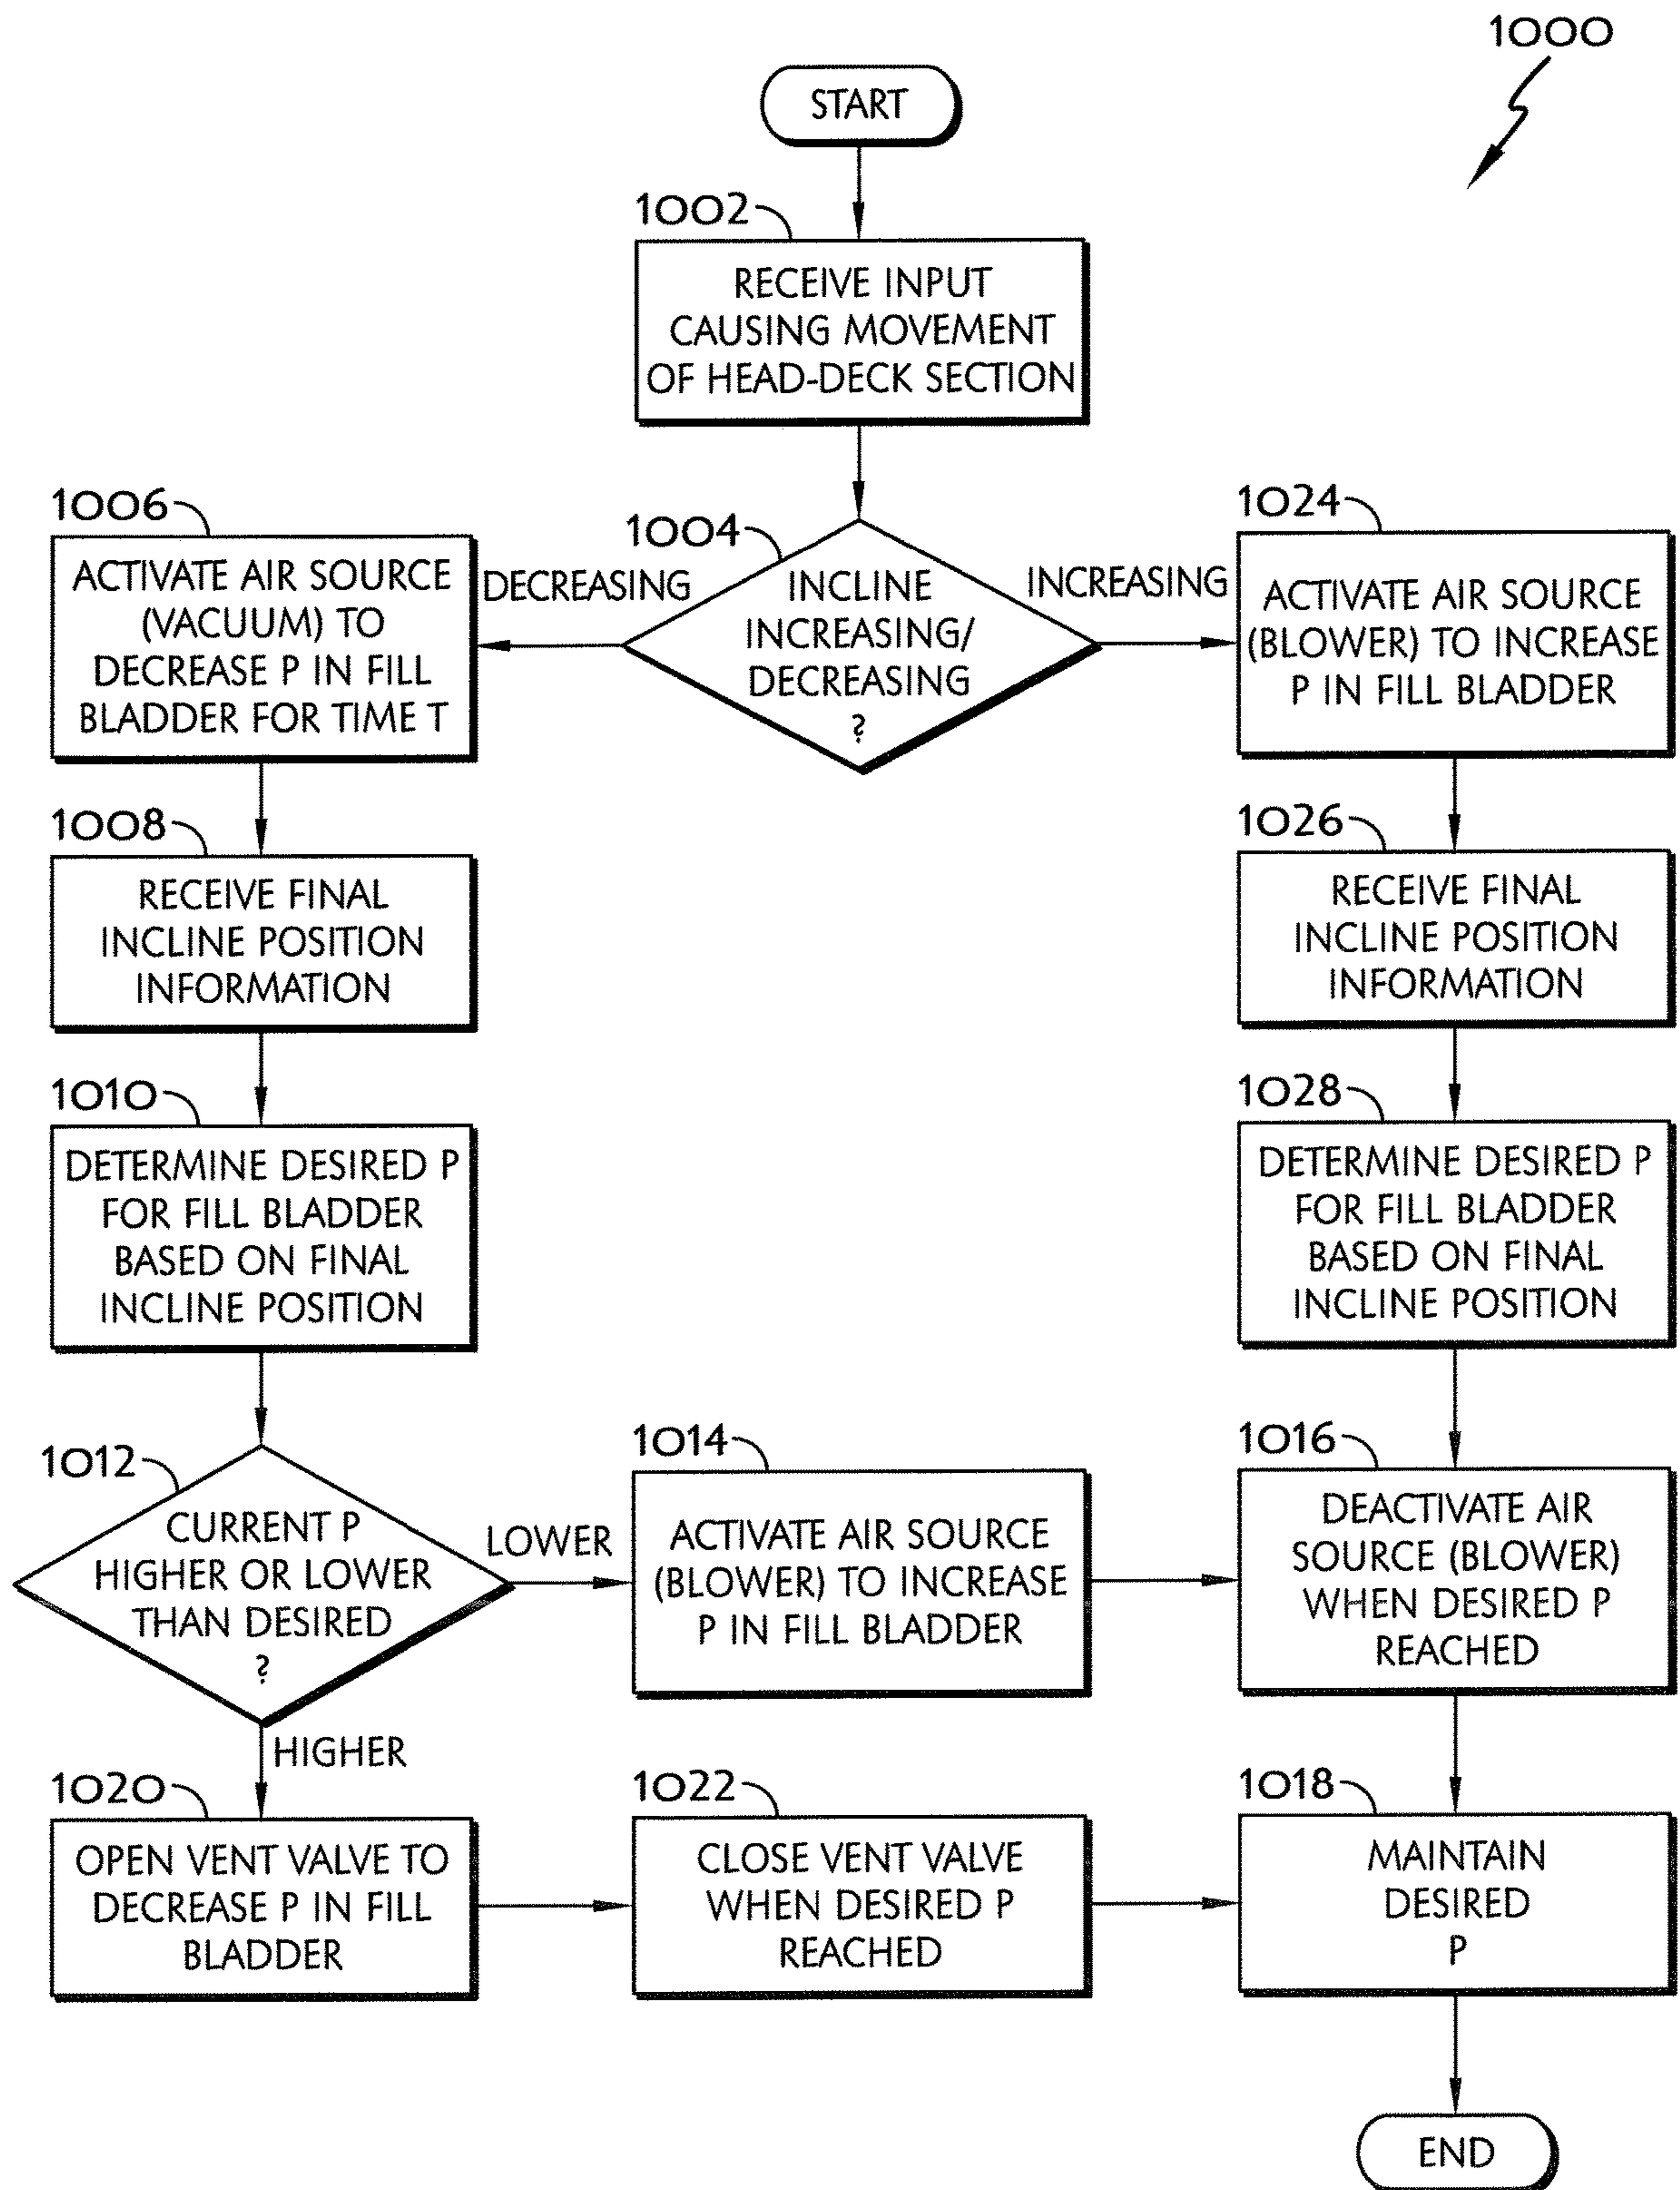 1000
START
1002
RECEIVE INPUT
CAUSING MOVEMENT
OF HEAD-DECK SECTION
1004
INCLINE
INCREASING/
DECREASING
?
DECREASING
INCREASING
1006
ACTIVATE AIR SOURCE
(VACUUM) TO
DECREASE P IN FILL
BLADDER FOR TIME T
1024
ACTIVATE AIR SOURCE
(BLOWER) TO INCREASE
P IN FILL BLADDER
1008
RECEIVE FINAL
INCLINE POSITION
INFORMATION
1026
RECEIVE FINAL
INCLINE POSITION
INFORMATION
1010
DETERMINE DESIRED P
FOR FILL BLADDER
BASED ON FINAL
INCLINE POSITION
1028
DETERMINE DESIRED P
FOR FILL BLADDER
BASED ON FINAL
INCLINE POSITION
1012
CURRENT P
HIGHER OR LOWER
THAN DESIRED
?
LOWER
HIGHER
1014
ACTIVATE AIR SOURCE
(BLOWER) TO INCREASE
P IN FILL BLADDER
1016
DEACTIVATE AIR
SOURCE (BLOWER)
WHEN DESIRED P
REACHED
1020
OPEN VENT VALVE TO
DECREASE P IN FILL
BLADDER
1022
CLOSE VENT VALVE
WHEN DESIRED P
REACHED
1018
MAINTAIN
DESIRED
P
END